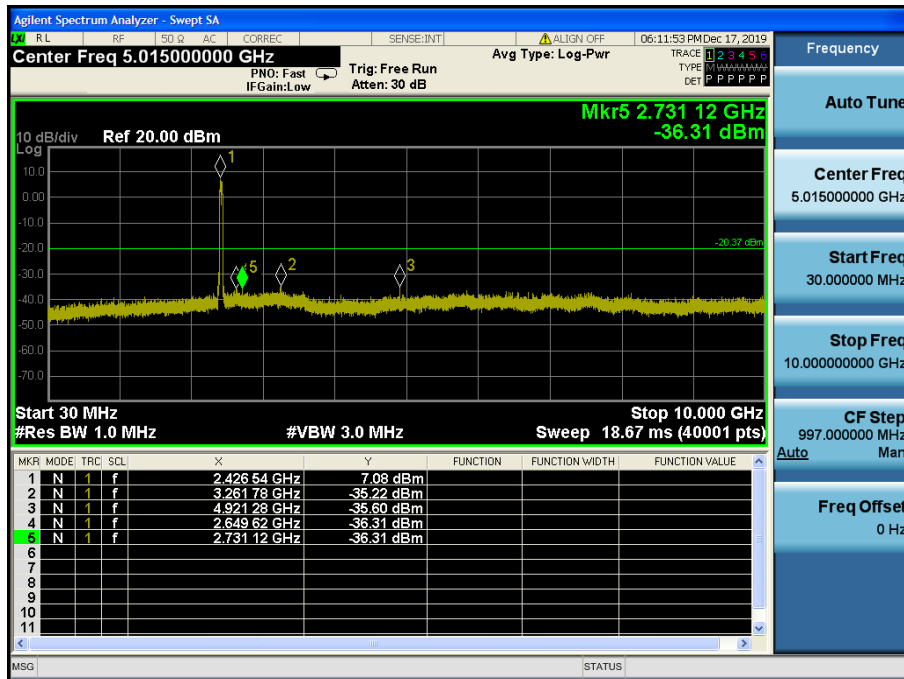 Agilent Spectrum Analyzer - Swept SA
LXI RL RF 50 Ω AC CORREC SENSE:INT ALIGN OFF 06:11:53 PM Dec 17, 2019
Center Freq 5.015000000 GHz
PNO: Fast
IFGain:Low
Trig: Free Run
Atten: 30 dB
Avg Type: Log-Pwr
TRACE 1 2 3 4 5 6
TYPE M WWWWW
DET P P P P P P
Mkr5 2.731 12 GHz
-36.31 dBm
10 dB/div Ref 20.00 dBm
Log
10.0
0.00
-10.0
-20.0
-30.0
-40.0
-50.0
-60.0
-70.0
1
5
2
3
-20.37 dBm
Start 30 MHz
Stop 10.000 GHz
#Res BW 1.0 MHz
#VBW 3.0 MHz
Sweep 18.67 ms (40001 pts)
MKR MODE TRC SCL X Y FUNCTION FUNCTION WIDTH FUNCTION VALUE
1 N 1 f 2.426 54 GHz 7.08 dBm
2 N 1 f 3.261 78 GHz -35.22 dBm
3 N 1 f 4.921 28 GHz -35.60 dBm
4 N 1 f 2.649 62 GHz -36.31 dBm
5 N 1 f 2.731 12 GHz -36.31 dBm
6
7
8
9
10
11
MSG
STATUS
Frequency
Auto Tune
Center Freq
5.015000000 GHz
Start Freq
30.000000 MHz
Stop Freq
10.000000000 GHz
CF Step
997.000000 MHz
Auto Man
Freq Offset
0 Hz